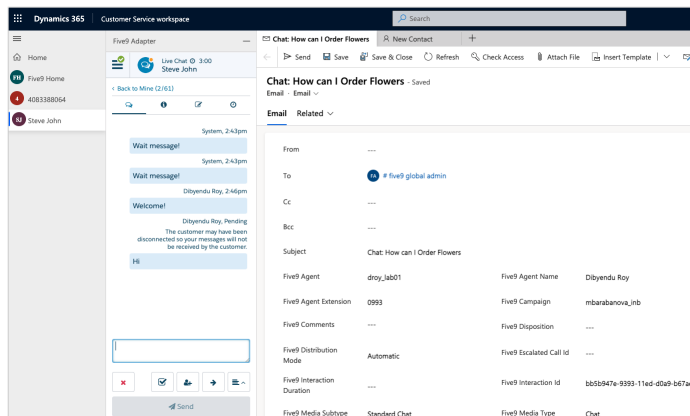 Dynamics 365 Customer Service workspace Search
Five9 Adapter
Chat: How can I Order Flowers New Contact
Home
FH Five9 Home
4 4083388064
SJ Steve John
Live Chat 3:00
Steve John
Back to Mine (2/61)
System, 2:43pm
Wait message!
System, 2:43pm
Wait message!
Dibyendu Roy, 2:46pm
Welcome!
Dibyendu Roy, Pending
The customer may have been
disconnected so your messages will not
be received by the customer.
Hi
Send
Send Save Save & Close Refresh Check Access Attach File Insert Template
Chat: How can I Order Flowers - Saved
Email · Email
Email Related
From ---
To FA # five9 global admin
Cc ---
Bcc ---
Subject Chat: How can I Order Flowers
Five9 Agent droy_lab01 Five9 Agent Name Dibyendu Roy
Five9 Agent Extension 0993 Five9 Campaign mbarabanova_inb
Five9 Comments --- Five9 Disposition ---
Five9 Distribution
Mode Automatic Five9 Escalated Call Id ---
Five9 Interaction
Duration --- Five9 Interaction Id bb5b947e-9393-11ed-d0a9-b67a
Five9 Media Subtype Standard Chat Five9 Media Type Chat